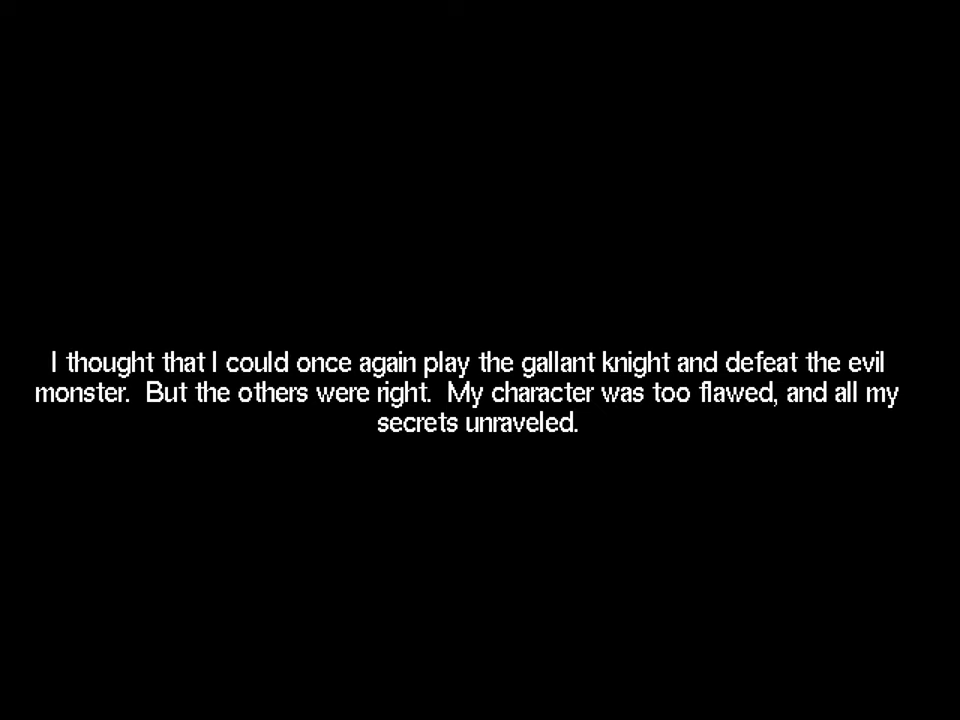 I thought that I could once again play the gallant knight and defeat the evil
monster.  But the others were right.  My character was too flawed, and all my
secrets unraveled.